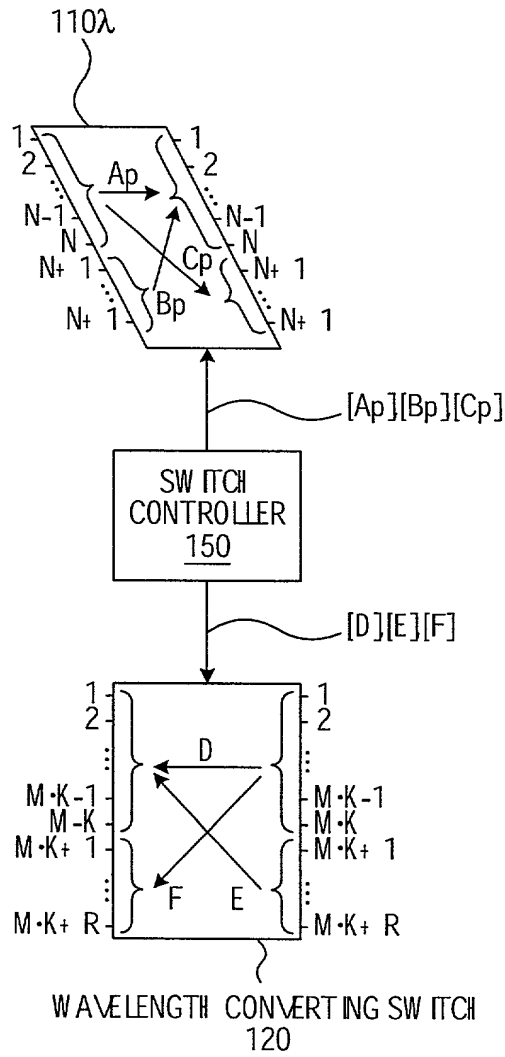 110λ
1 1
2 2
Ap
N-1 N-1
N N
N+ 1 Cp N+ 1
Bp
N+ 1 N+ 1
[Ap][Bp][Cp]
SWITCH
CONTROLLER
150
[D][E][F]
1 1
2 2
D
M·K-1 M·K-1
M-K M·K
M·K+ 1 M·K+ 1
F E
M·K+ R M·K+ R
WAVELENGTH CONVERTING SWITCH
120